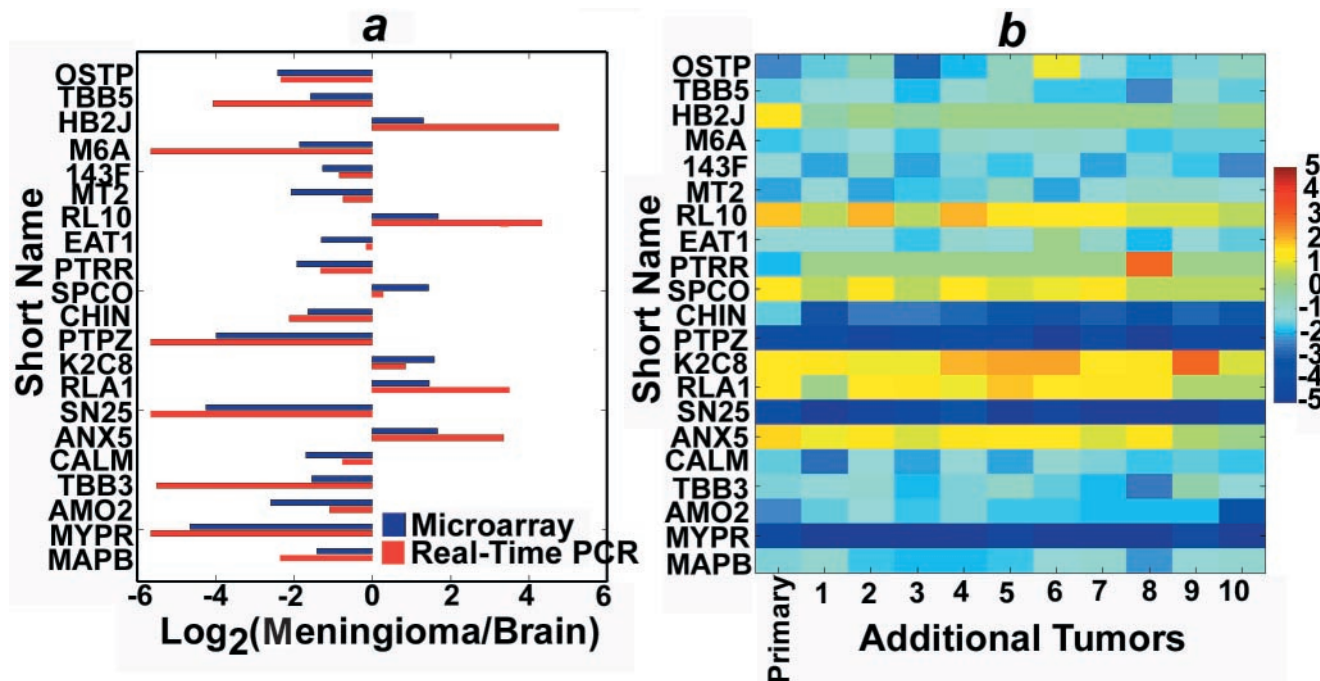 a
Short Name
OSTP
TBB5
HB2J
M6A
143F
MT2
RL10
EAT1
PTRR
SPCO
CHIN
PTPZ
K2C8
RLA1
SN25
ANX5
CALM
TBB3
AMO2
MYPR
MAPB
Microarray
Real-Time PCR
-6 -4 -2 0 2 4 6
Log2(Meningioma/Brain)
b
Short Name
OSTP
TBB5
HB2J
M6A
143F
MT2
RL10
EAT1
PTRR
SPCO
CHIN
PTPZ
K2C8
RLA1
SN25
ANX5
CALM
TBB3
AMO2
MYPR
MAPB
Primary 1 2 3 4 5 6 7 8 9 10
Additional Tumors
5
4
3
2
1
0
-1
-2
-3
-4
-5